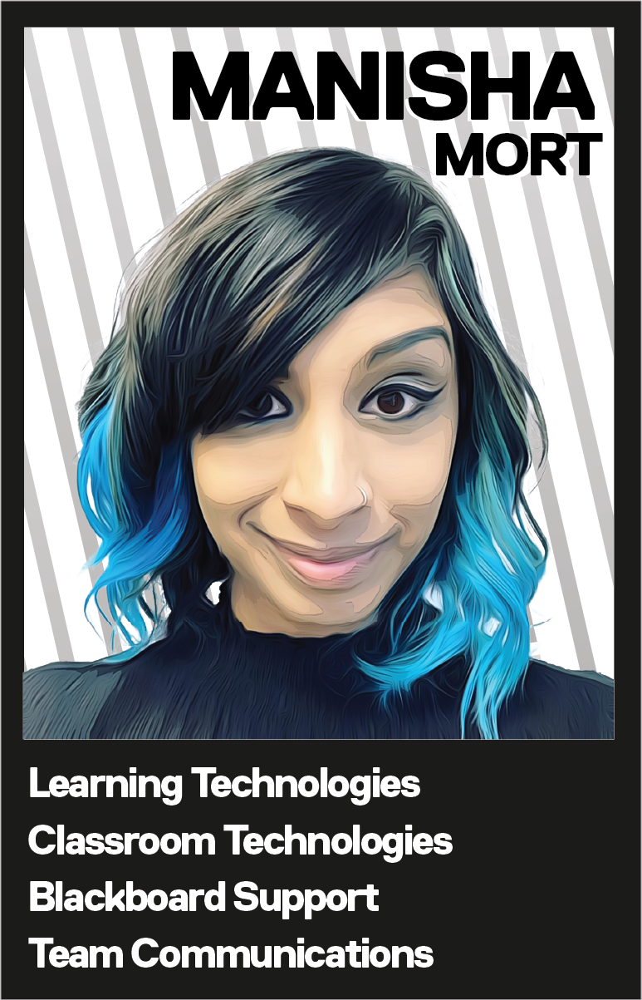 MANISHA
MORT
Learning Technologies
Classroom Technologies
Blackboard Support
Team Communications